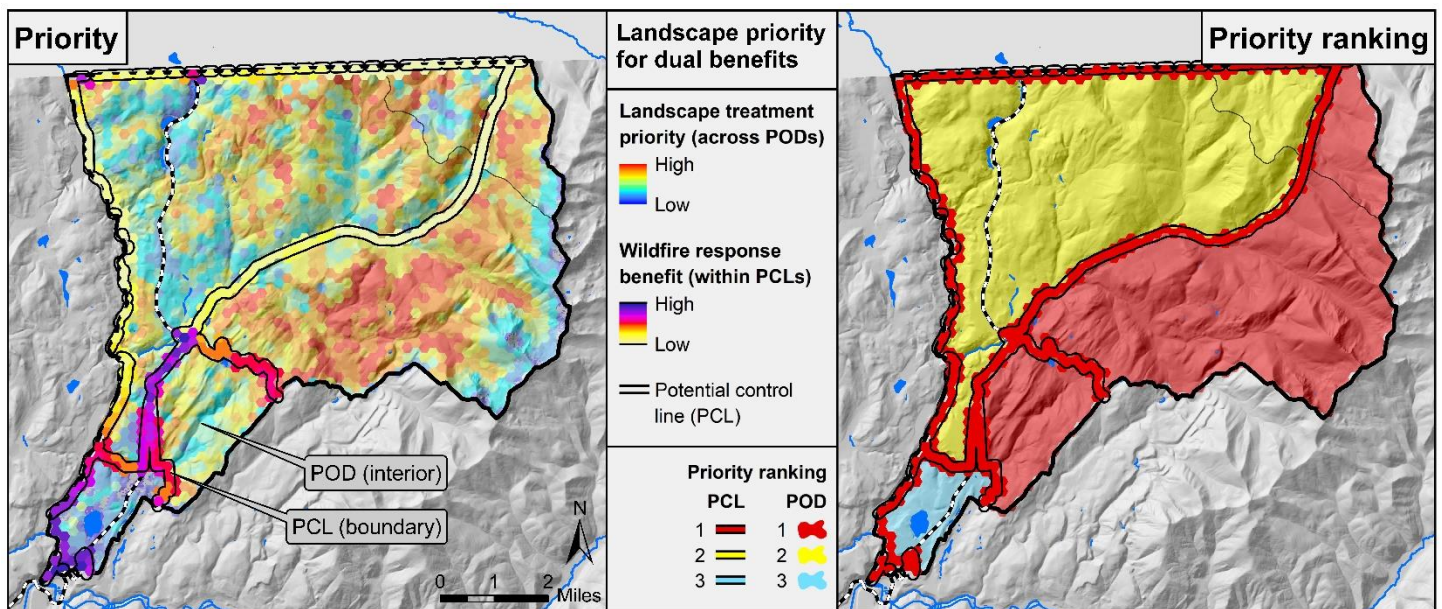 Priority
POD (interior)
PCL (boundary)
N
0 1 2
Miles
Landscape priority
for dual benefits
Landscape treatment
priority (across PODs)
High
Low
Wildfire response
benefit (within PCLs)
High
Low
Potential control
line (PCL)
Priority ranking
PCL POD
1 1
2 2
3 3
Priority ranking